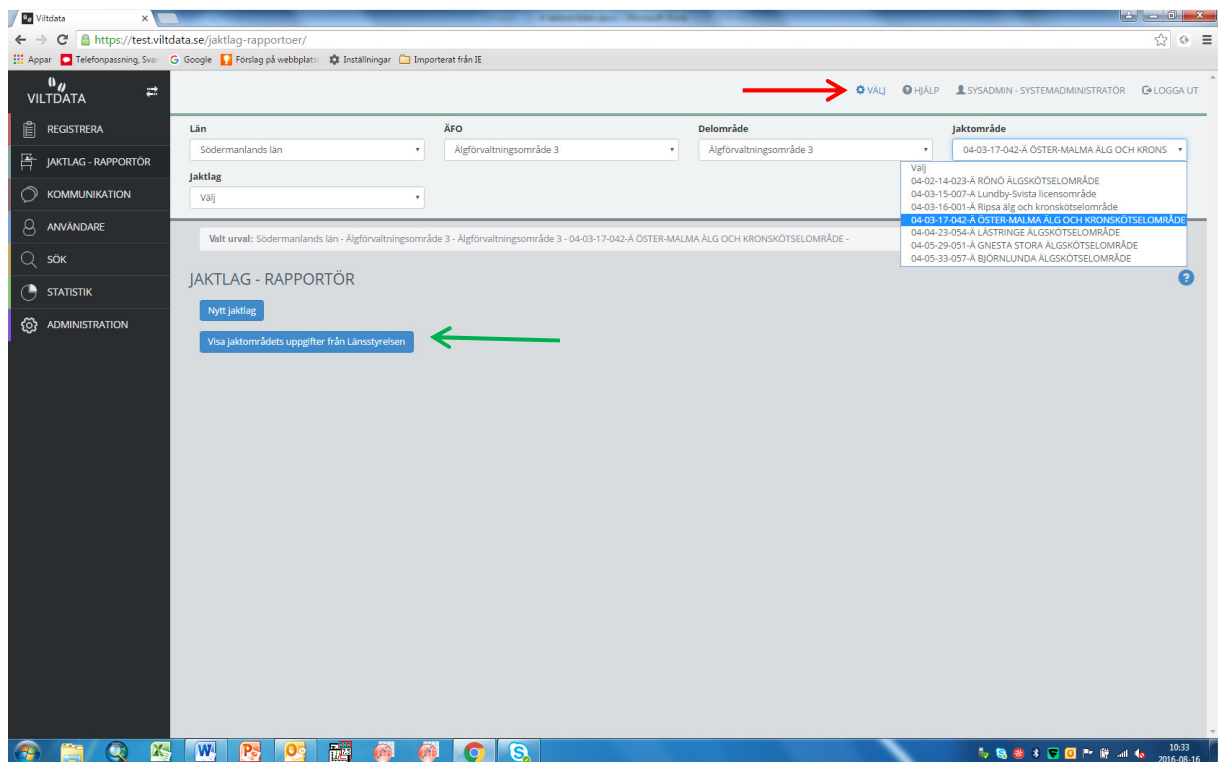 Viltdata
https://test.viltdata.se/jaktlag-rapportoer/
Appar Telefonpassning, Svar Google Förslag på webbplats Inställningar Importerat från IE
VILTDATA
VÄLJ HJÄLP SYSADMIN - SYSTEMADMINISTRATÖR LOGGA UT
REGISTRERA
JAKTLAG - RAPPORTÖR
KOMMUNIKATION
ANVÄNDARE
SÖK
STATISTIK
ADMINISTRATION
Län ÄFO Delområde Jaktområde
Södermanlands län Älgförvaltningsområde 3 Älgförvaltningsområde 3 04-03-17-042-Ä ÖSTER-MALMA ÄLG OCH KRONS
Jaktlag
Välj
Välj
04-02-14-023-Ä RÖNÖ ÄLGSKÖTSELOMRÅDE
04-03-15-007-A Lundby-Svista licensområde
04-03-16-001-Ä Ripsa älg och kronskötselområde
04-03-17-042-Ä ÖSTER-MALMA ÄLG OCH KRONSKÖTSELOMRÅDE
04-04-23-054-Ä LÄSTRINGE ÄLGSKÖTSELOMRÅDE
04-05-29-051-Ä GNESTA STORA ÄLGSKÖTSELOMRÅDE
04-05-33-057-Ä BJÖRNLUNDA ÄLGSKÖTSELOMRÅDE
Valt urval: Södermanlands län - Älgförvaltningsområde 3 - Älgförvaltningsområde 3 - 04-03-17-042-Ä ÖSTER-MALMA ÄLG OCH KRONSKÖTSELOMRÅDE -
JAKTLAG - RAPPORTÖR
Nytt jaktlag
Visa jaktområdets uppgifter från Länsstyrelsen
10:33
2016-08-16